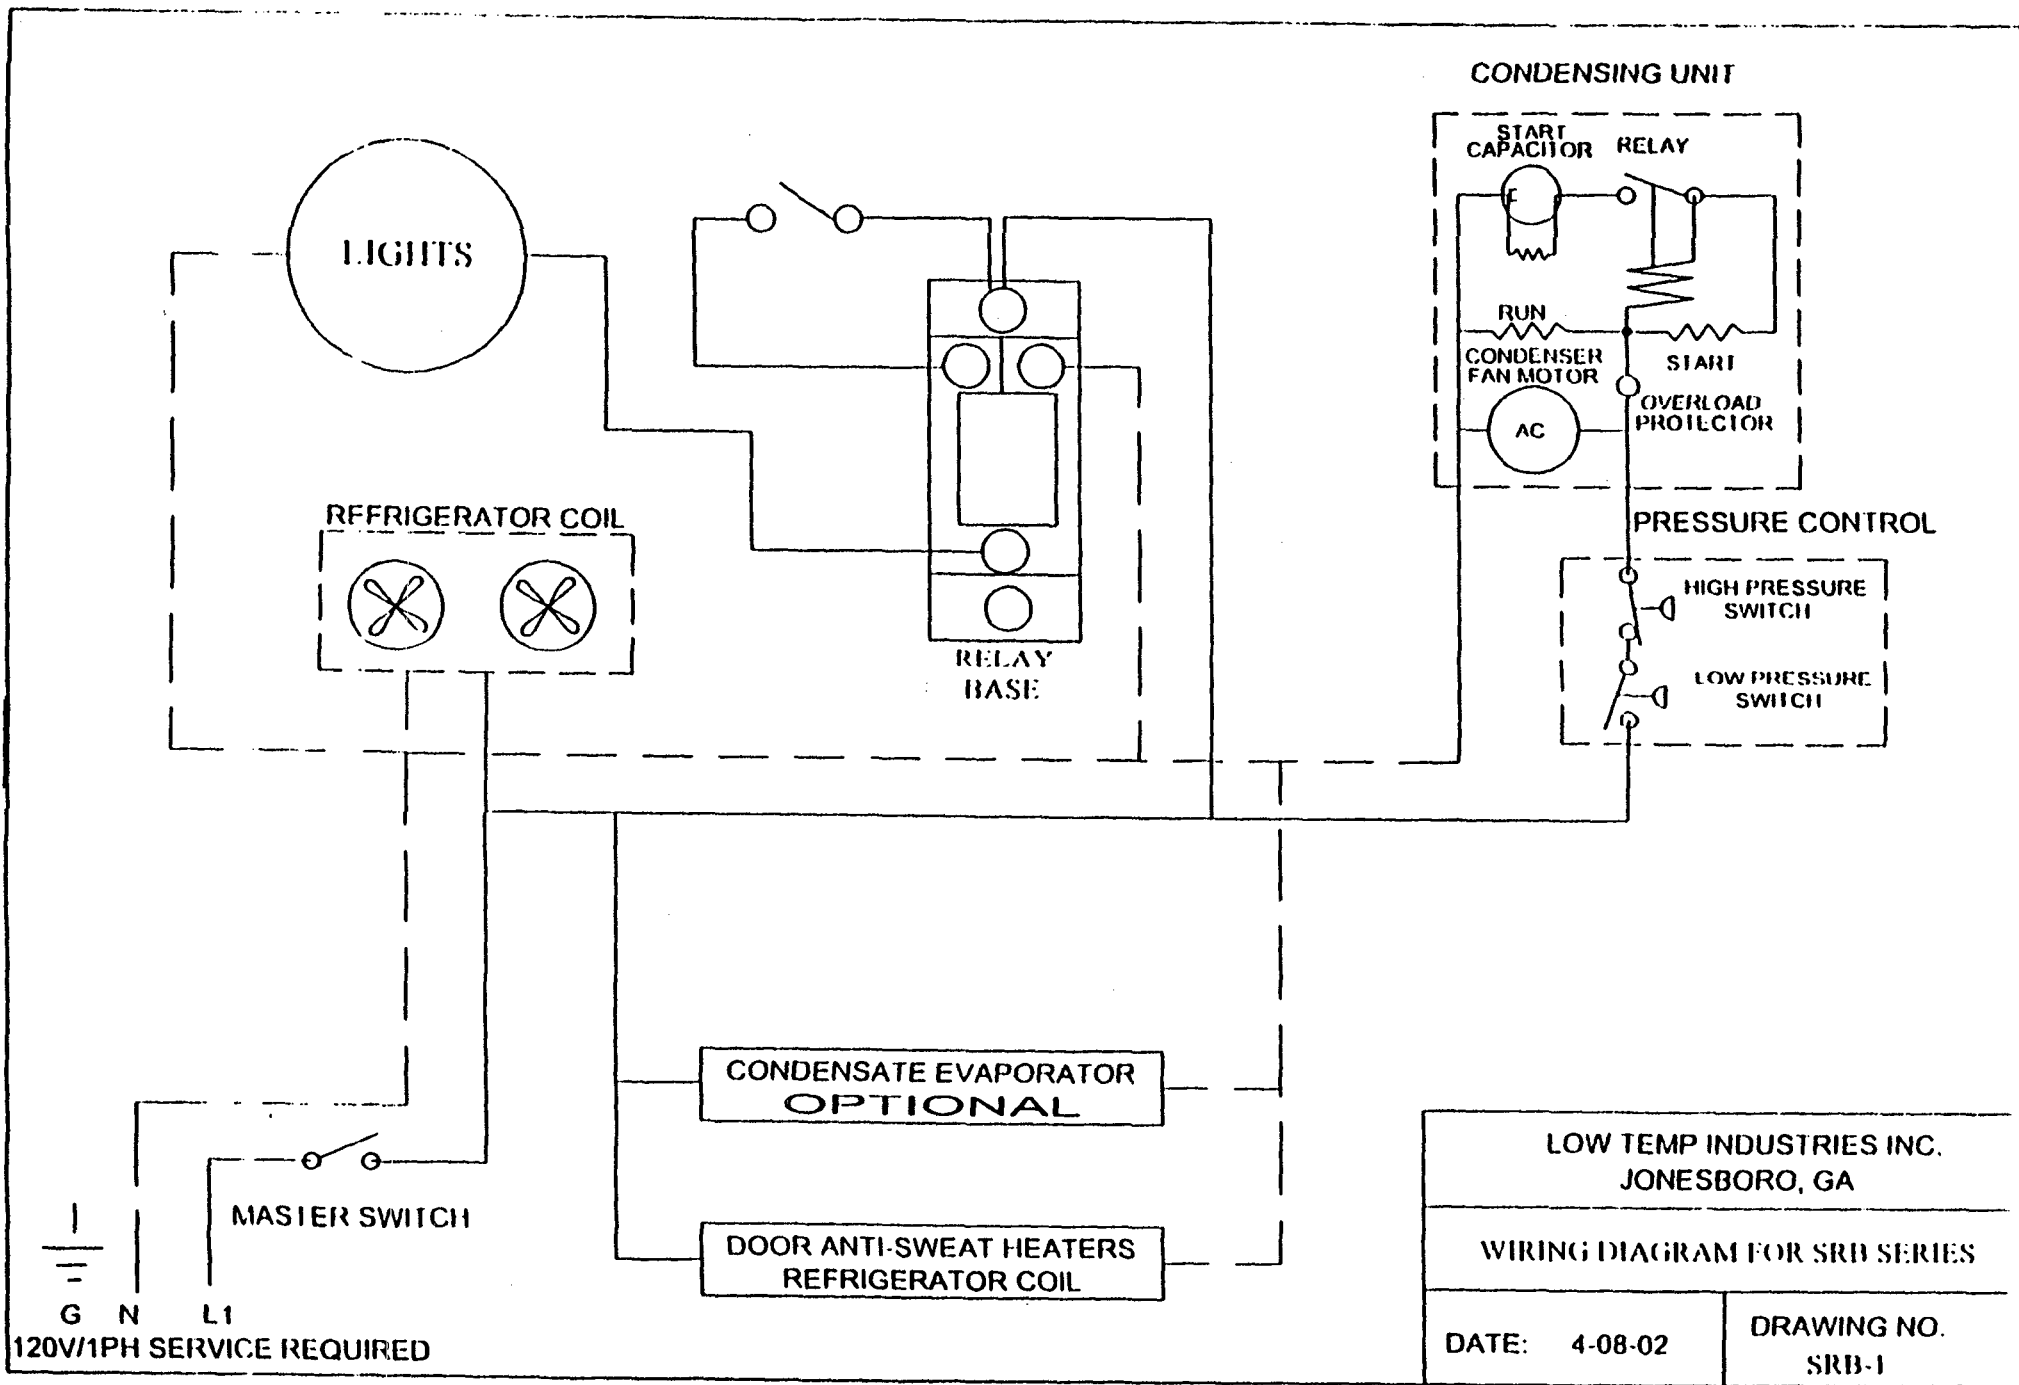 CONDENSING UNIT
START
CAPACITOR
RELAY
LIGHTS
RUN
CONDENSER
FAN MOTOR
START
OVERLOAD
PROTECTOR
AC
REFRIGERATOR COIL
PRESSURE CONTROL
HIGH PRESSURE
SWITCH
RELAY
BASE
LOW PRESSURE
SWITCH
CONDENSATE EVAPORATOR
OPTIONAL
MASTER SWITCH
DOOR ANTI-SWEAT HEATERS
REFRIGERATOR COIL
G N L1
120V/1PH SERVICE REQUIRED
LOW TEMP INDUSTRIES INC.
JONESBORO, GA
WIRING DIAGRAM FOR SRB SERIES
DATE: 4-08-02
DRAWING NO.
SRB-1